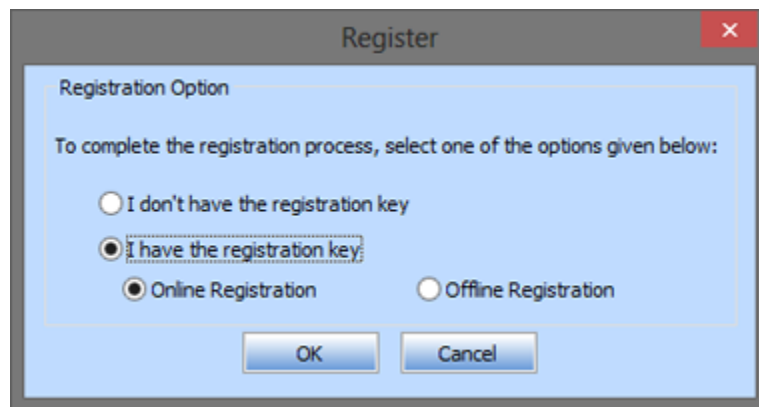 Register
Registration Option
To complete the registration process, select one of the options given below:
I don't have the registration key
I have the registration key
Online Registration Offline Registration
OK Cancel